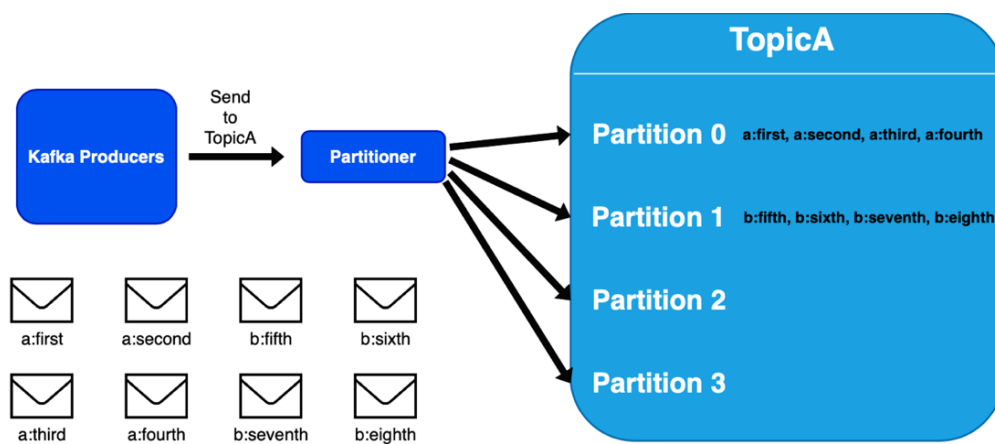 TopicA
Send
to
TopicA
Kafka Producers
Partitioner
Partition 0 a:first, a:second, a:third, a:fourth
Partition 1 b:fifth, b:sixth, b:seventh, b:eighth
Partition 2
Partition 3
a:first a:second b:fifth b:sixth
a:third a:fourth b:seventh b:eighth